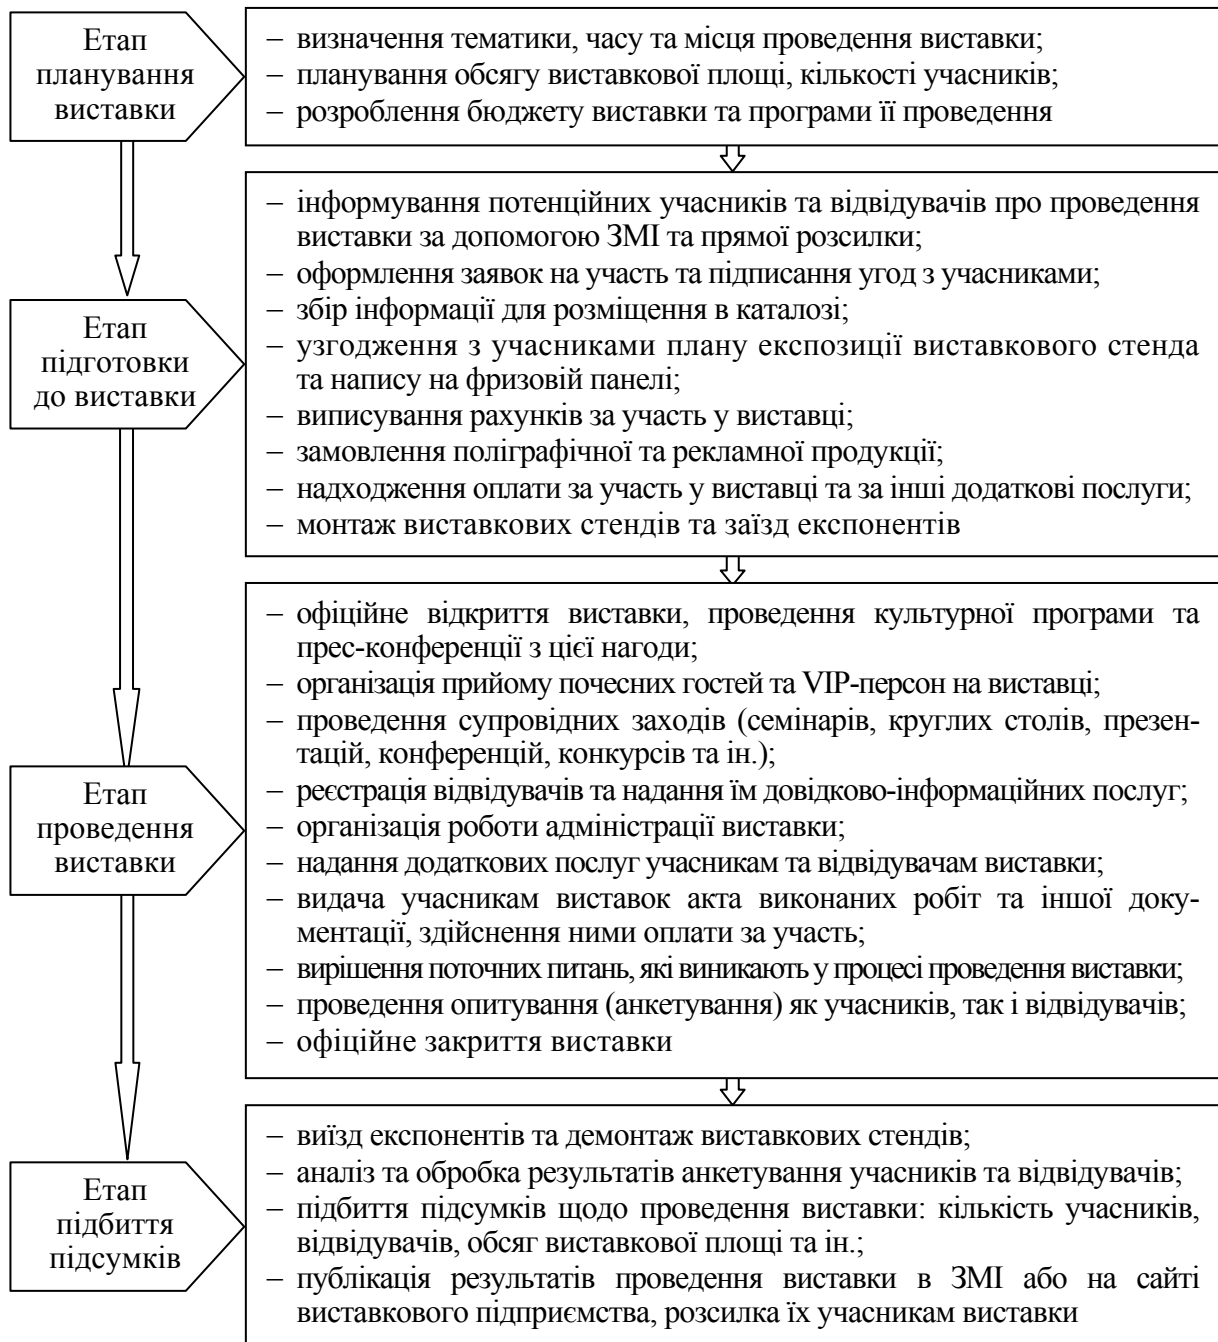 Етап
планування
виставки
– визначення тематики, часу та місця проведення виставки;
– планування обсягу виставкової площі, кількості учасників;
– розроблення бюджету виставки та програми її проведення
Етап
підготовки
до виставки
– інформування потенційних учасників та відвідувачів про проведення
виставки за допомогою ЗМІ та прямої розсилки;
– оформлення заявок на участь та підписання угод з учасниками;
– збір інформації для розміщення в каталозі;
– узгодження з учасниками плану експозиції виставкового стенда
та напису на фризовій панелі;
– виписування рахунків за участь у виставці;
– замовлення поліграфічної та рекламної продукції;
– надходження оплати за участь у виставці та за інші додаткові послуги;
– монтаж виставкових стендів та заїзд експонентів
Етап
проведення
виставки
– офіційне відкриття виставки, проведення культурної програми та
прес-конференції з цієї нагоди;
– організація прийому почесних гостей та VIP-персон на виставці;
– проведення супровідних заходів (семінарів, круглих столів, презен-
тацій, конференцій, конкурсів та ін.);
– реєстрація відвідувачів та надання їм довідково-інформаційних послуг;
– організація роботи адміністрації виставки;
– надання додаткових послуг учасникам та відвідувачам виставки;
– видача учасникам виставок акта виконаних робіт та іншої доку-
ментації, здійснення ними оплати за участь;
– вирішення поточних питань, які виникають у процесі проведення виставки;
– проведення опитування (анкетування) як учасників, так і відвідувачів;
– офіційне закриття виставки
Етап
підбиття
підсумків
– виїзд експонентів та демонтаж виставкових стендів;
– аналіз та обробка результатів анкетування учасників та відвідувачів;
– підбиття підсумків щодо проведення виставки: кількість учасників,
відвідувачів, обсяг виставкової площі та ін.;
– публікація результатів проведення виставки в ЗМІ або на сайті
виставкового підприємства, розсилка їх учасникам виставки